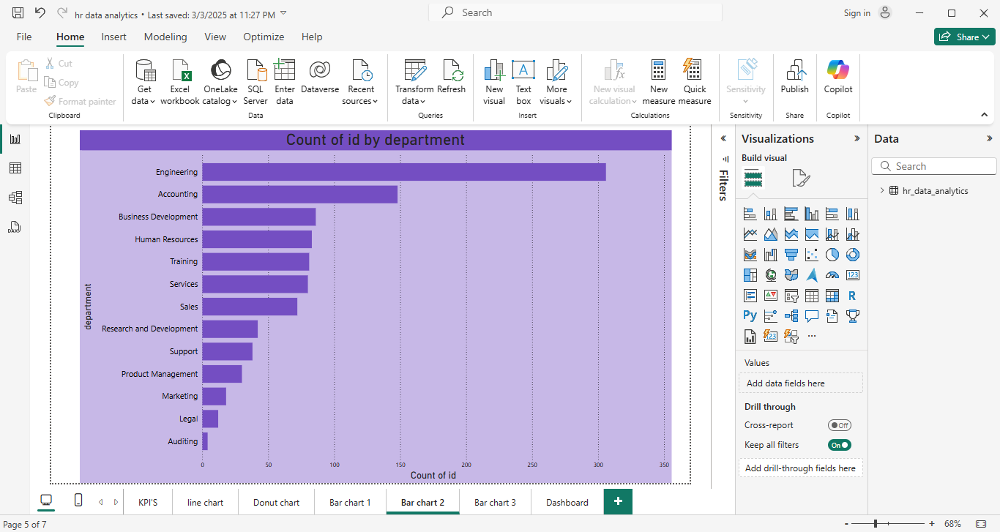 hr data analytics • Last saved: 3/3/2025 at 11:27 PM
Search
Sign in
File
Home
Insert
Modeling
View
Optimize
Help
Share
Paste
Cut
Copy
Format painter
Clipboard
Get data
Excel workbook
OneLake catalog
SQL Server
Enter data
Dataverse
Recent sources
Data
Transform data
Refresh
Queries
New visual
Text box
More visuals
Insert
New visual calculation
New measure
Quick measure
Calculations
Sensitivity
Sensitivity
Publish
Share
Copilot
Copilot
Count of id by department
department
Engineering
Accounting
Business Development
Human Resources
Training
Services
Sales
Research and Development
Support
Product Management
Marketing
Legal
Auditing
0 50 100 150 200 250 300 350
Count of id
Filters
Visualizations
Build visual
123
R
Py
123
Values
Add data fields here
Drill through
Cross-report
Off
Keep all filters
On
Add drill-through fields here
Data
Search
hr_data_analytics
DAX
KPI'S
line chart
Donut chart
Bar chart 1
Bar chart 2
Bar chart 3
Dashboard
+
Page 5 of 7
- + 68%